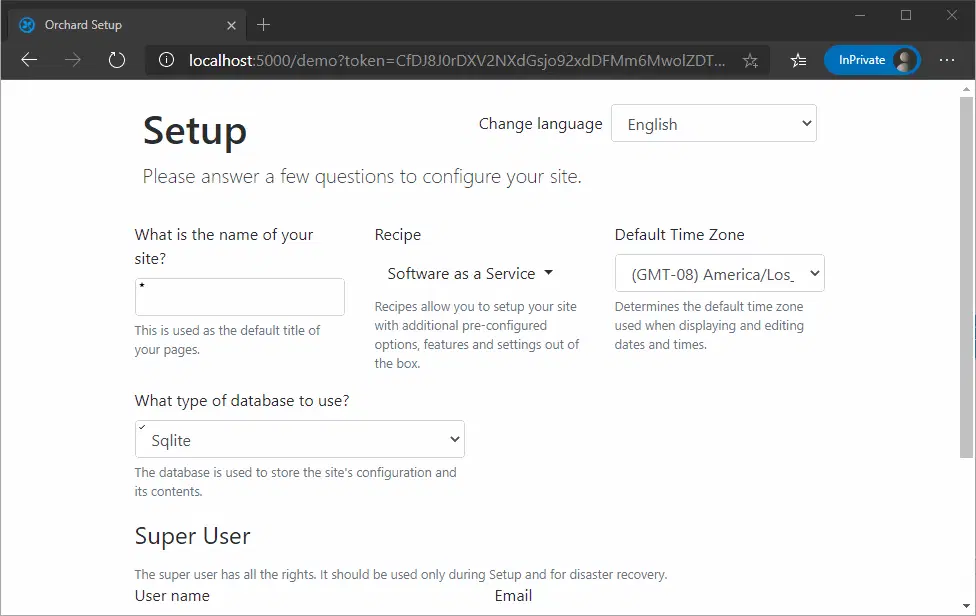 Orchard Setup
localhost:5000/demo?token=CfDJ8J0rDXV2NXdGsjo92xdDFMm6MwolZDT...
InPrivate
Setup
Change language
English
Please answer a few questions to configure your site.
What is the name of your
site?
*
This is used as the default title of
your pages.
Recipe
Software as a Service
Recipes allow you to setup your site
with additional pre-configured
options, features and settings out of
the box.
Default Time Zone
(GMT-08) America/Los_
Determines the default time zone
used when displaying and editing
dates and times.
What type of database to use?
Sqlite
The database is used to store the site's configuration and
its contents.
Super User
The super user has all the rights. It should be used only during Setup and for disaster recovery.
User name
Email